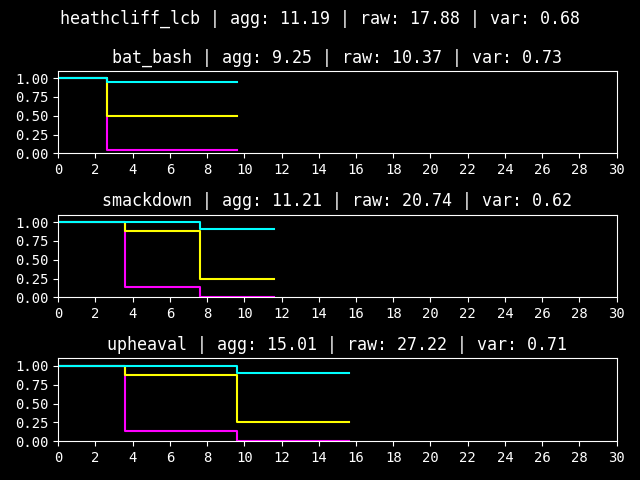 heathcliff_lcb | agg: 11.19 | raw: 17.88 | var: 0.68
bat_bash | agg: 9.25 | raw: 10.37 | var: 0.73
1.00
0.75
0.50
0.25
0.00
0 2 4 6 8 10 12 14 16 18 20 22 24 26 28 30
smackdown | agg: 11.21 | raw: 20.74 | var: 0.62
1.00
0.75
0.50
0.25
0.00
0 2 4 6 8 10 12 14 16 18 20 22 24 26 28 30
upheaval | agg: 15.01 | raw: 27.22 | var: 0.71
1.00
0.75
0.50
0.25
0.00
0 2 4 6 8 10 12 14 16 18 20 22 24 26 28 30